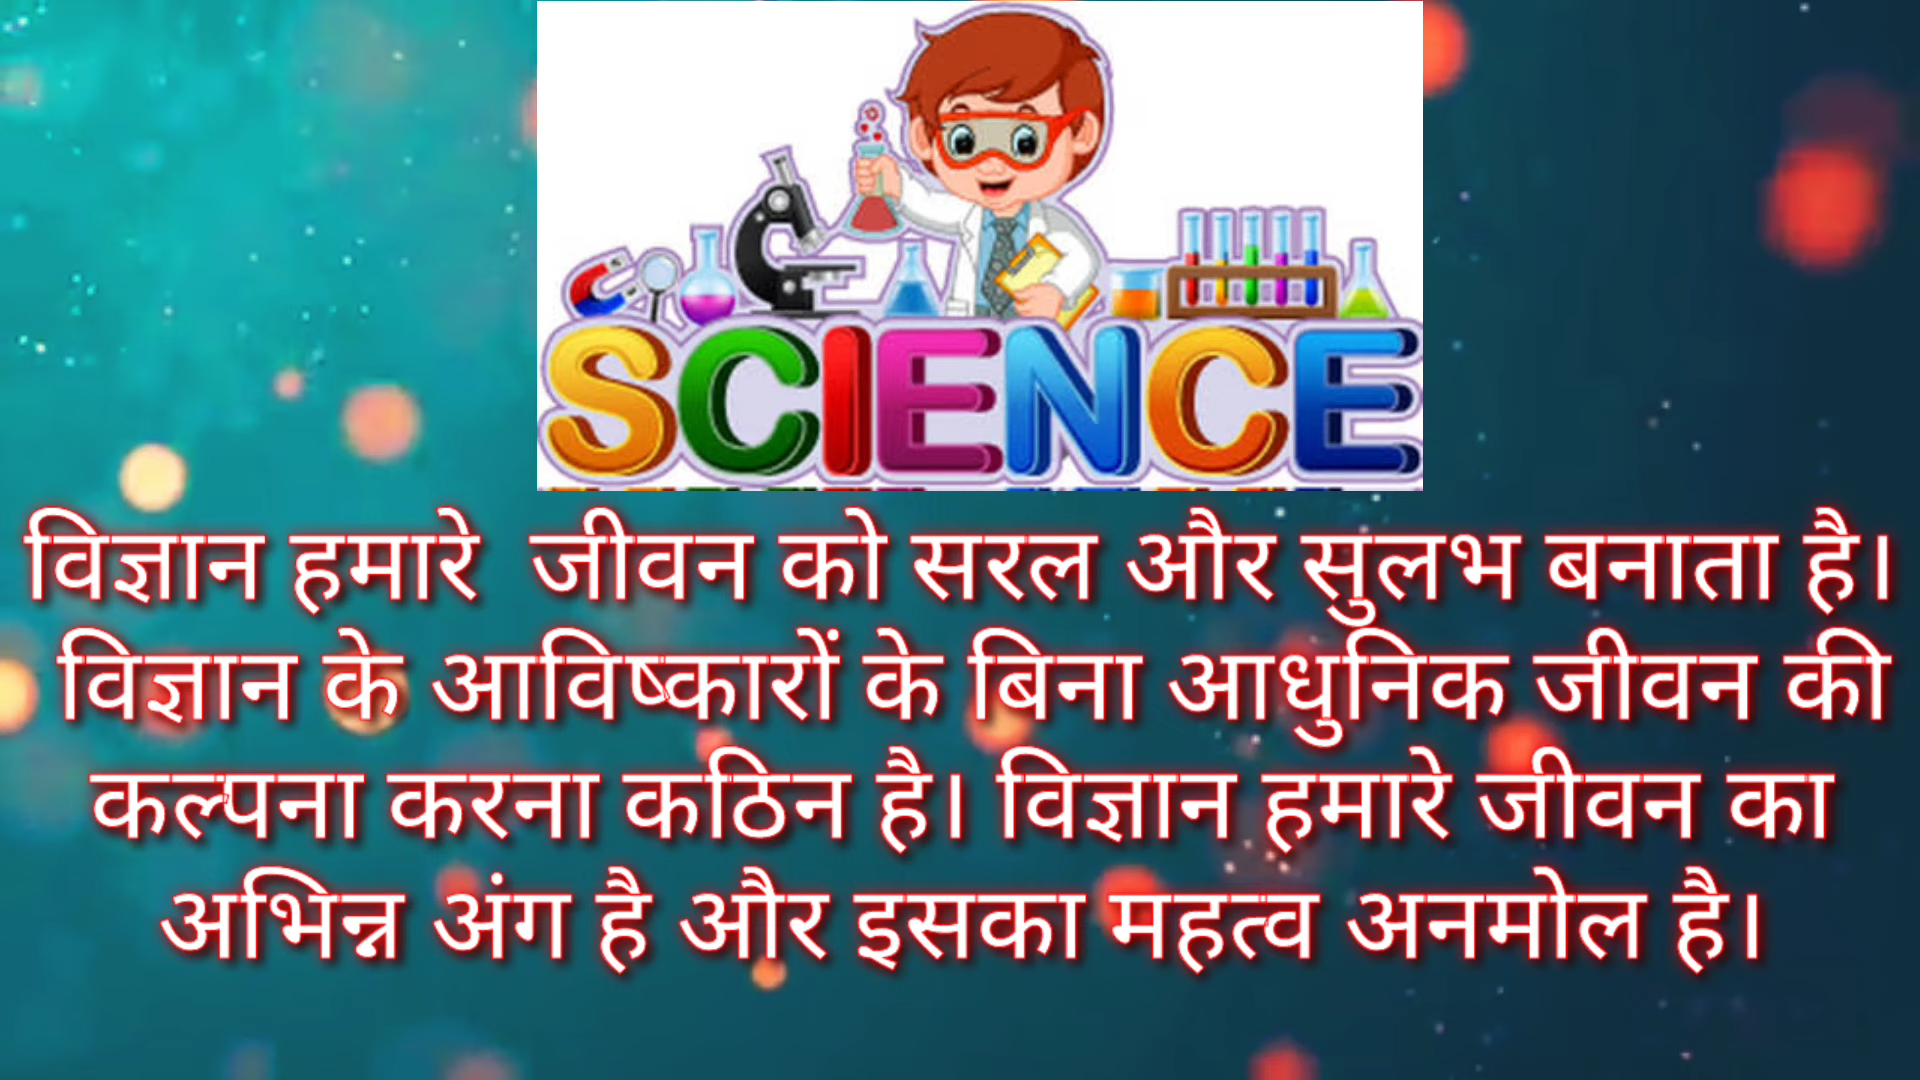 SCIENCE
विज्ञान हमारे जीवन को सरल और सुलभ बनाता है।
विज्ञान के आविष्कारों के बिना आधुनिक जीवन की
कल्पना करना कठिन है। विज्ञान हमारे जीवन का
अभिन्न अंग है और इसका महत्व अनमोल है।